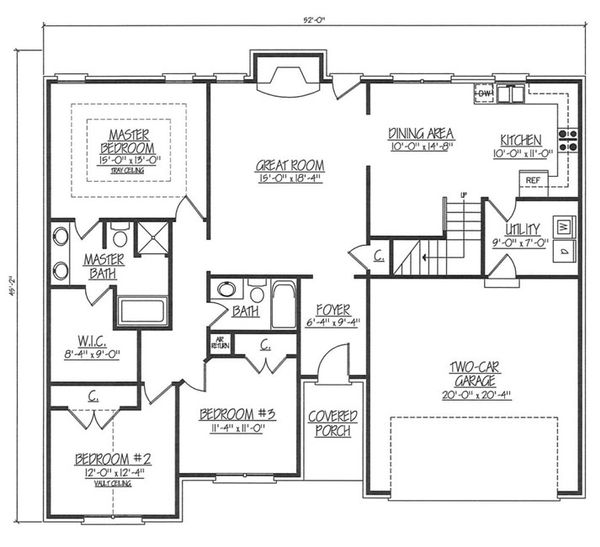 52'-0"
45'-2"
MASTER
BEDROOM
15'-0" x 13'-0"
TRAY CEILING
GREAT ROOM
15'-0" x 18'-4"
DINING AREA
10'-0" x 14'-8"
DW
KITCHEN
10'-0" x 11'-0"
REF
UP
UTILITY
9'-0" x 7'-0"
W
D
C.
MASTER
BATH
BATH
FOYER
6'-4" x 9'-4"
W.I.C.
8'-4" x 9'-0"
AIR
RETURN
C.
C.
TWO-CAR
GARAGE
20'-0" x 20'-4"
BEDROOM #3
11'-4" x 11'-0"
COVERED
PORCH
BEDROOM #2
12'-0" x 12'-4"
VAULT CEILING